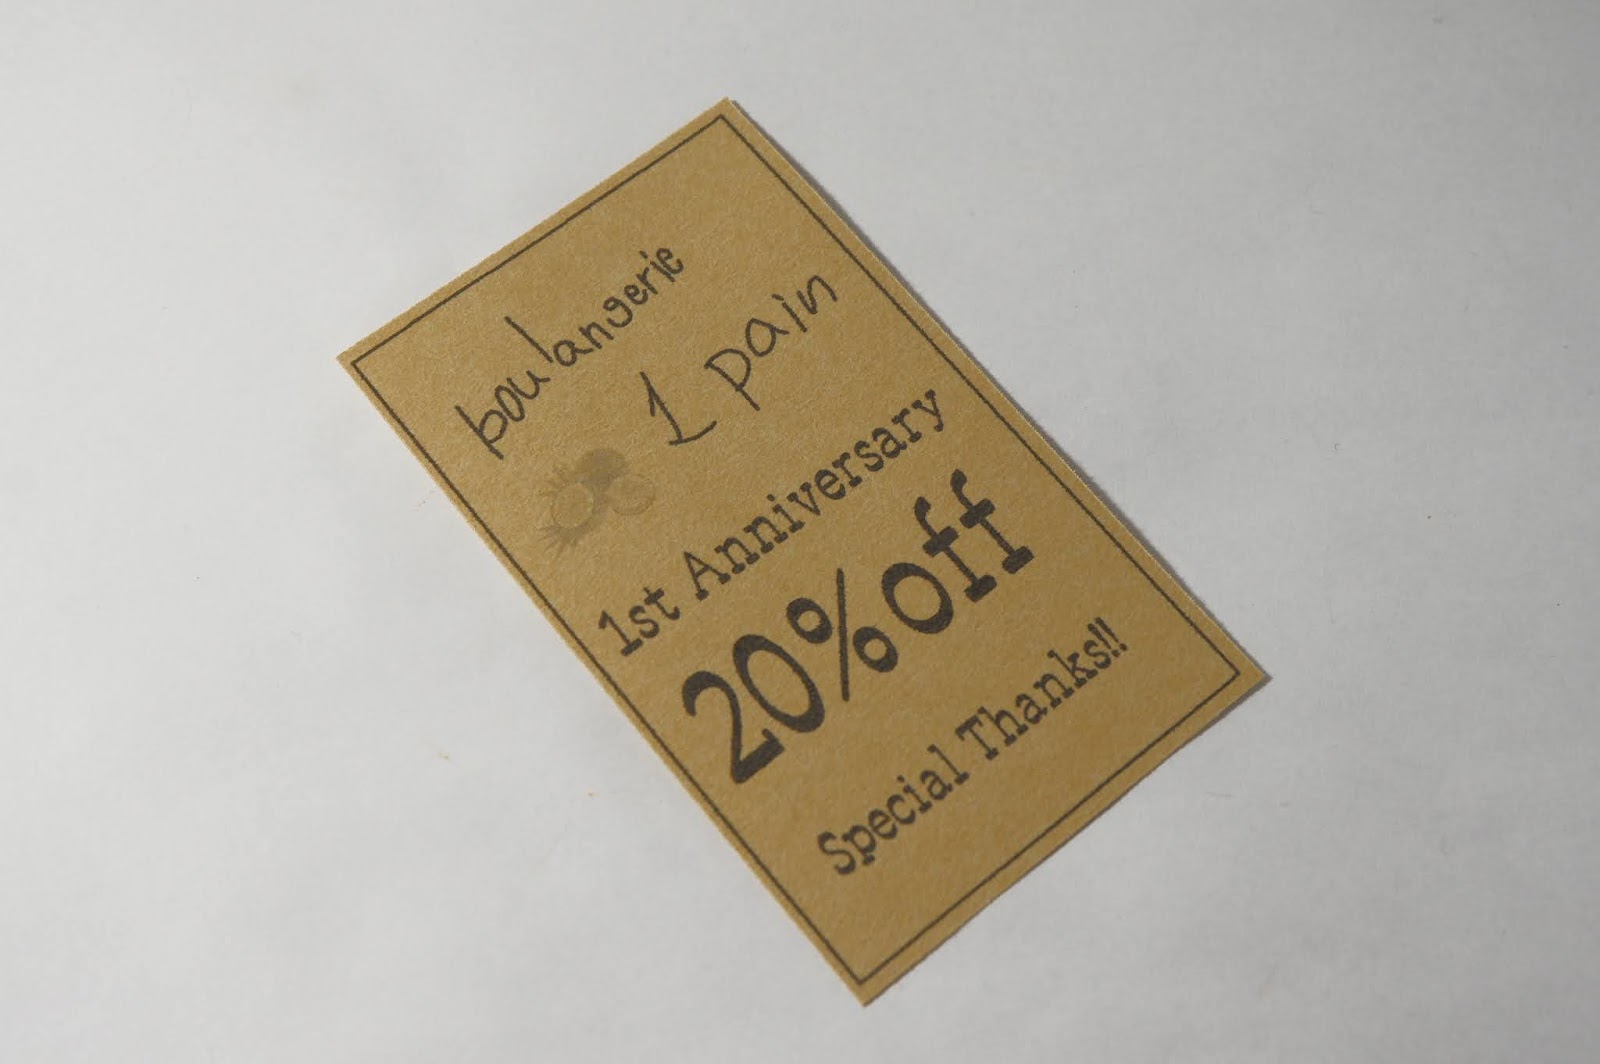 boulangerie
1 pain
1st Anniversary
20%off
Special Thanks!!